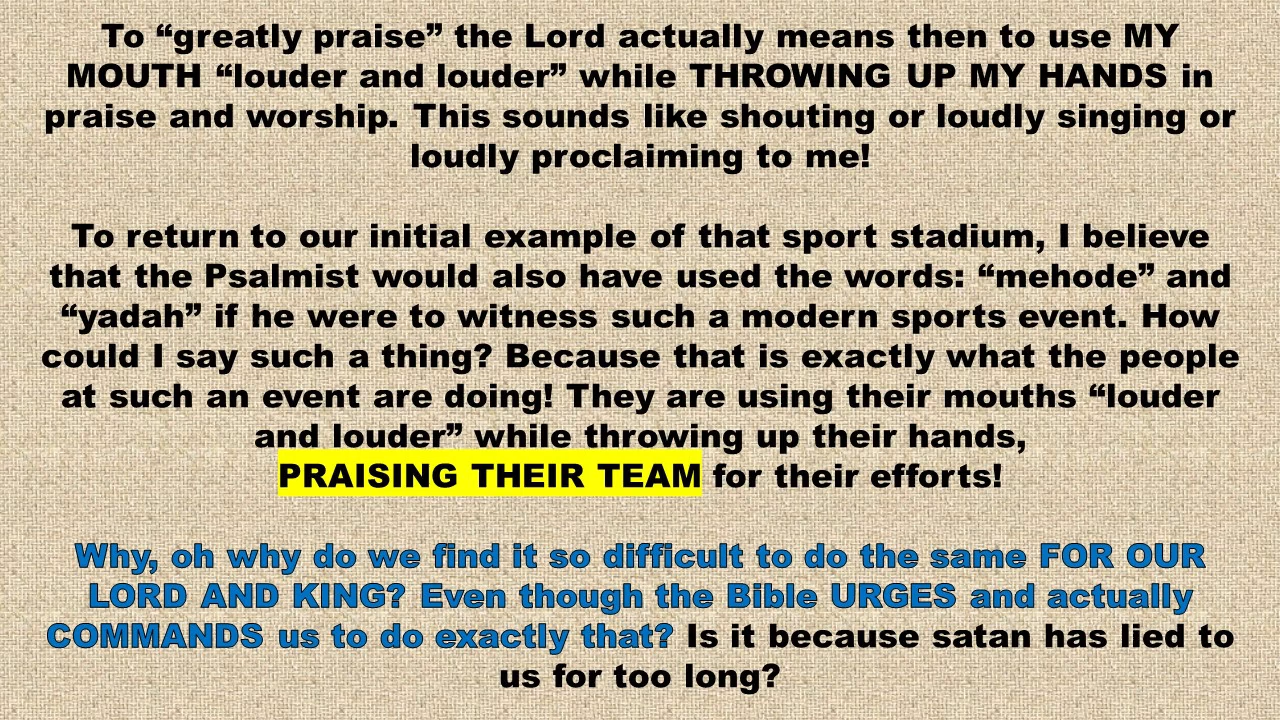 To “greatly praise” the Lord actually means then to use MY
MOUTH “louder and louder” while THROWING UP MY HANDS in
praise and worship. This sounds like shouting or loudly singing or
loudly proclaiming to me!
To return to our initial example of that sport stadium, I believe
that the Psalmist would also have used the words: “mehode” and
“yadah” if he were to witness such a modern sports event. How
could I say such a thing? Because that is exactly what the people
at such an event are doing! They are using their mouths “louder
and louder” while throwing up their hands,
PRAISING THEIR TEAM for their efforts!
Why, oh why do we find it so difficult to do the same FOR OUR
LORD AND KING? Even though the Bible URGES and actually
COMMANDS us to do exactly that? Is it because satan has lied to
us for too long?